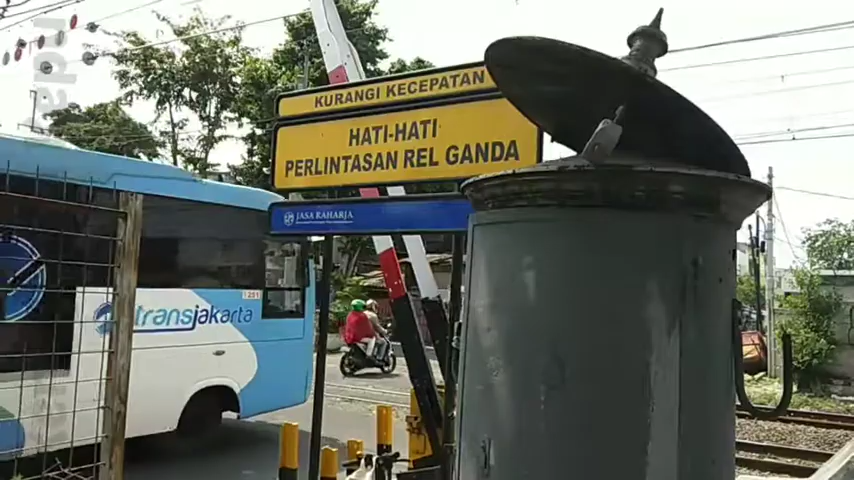 KURANGI KECEPATAN
HATI-HATI
PERLINTASAN REL GANDA
JASA RAHARJA
transjakarta